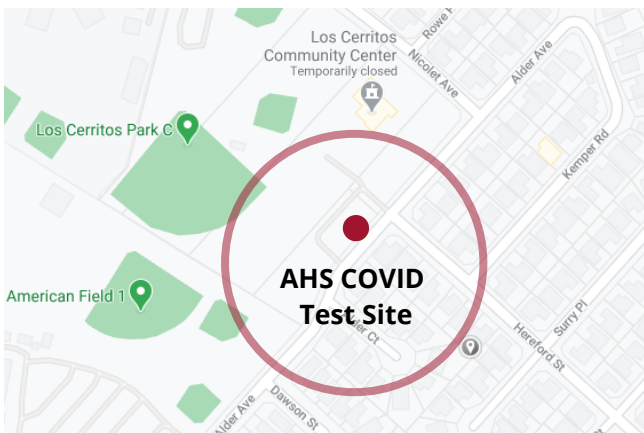 Rowe P
Los Cerritos
Community Center
Temporarily closed
Nicolet Ave
Alder Ave
Los Cerritos Park C
Kemper Rd
AHS COVID
Test Site
American Field 1
Surry Pl
Hereford St
Ct
Dawson St
Alder Ave